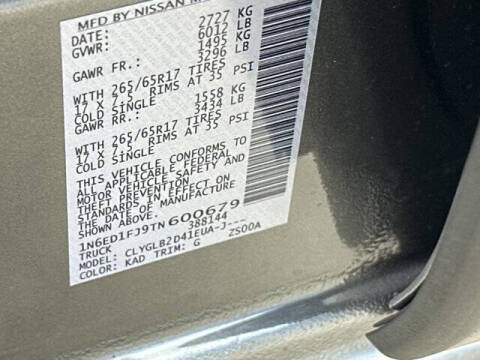 MFD BY NISSAN
DATE:
GVWR: 2727 KG
6012 LB
GAWR FR.: 1495 KG
3296 LB
WITH 265/65R17 TIRES
17 X 7.5 RIMS AT 35 PSI
COLD SINGLE
GAWR RR.: 1558 KG
3434 LB
WITH 265/65R17 TIRES
17 X 7.5 RIMS AT 35 PSI
COLD SINGLE
THIS VEHICLE CONFORMS TO
ALL APPLICABLE FEDERAL
MOTOR VEHICLE SAFETY
STANDARDS IN EFFECT ON
THE DATE OF MANUFACTURE
SHOWN ABOVE.
1N6ED1FJ9TN600679
TRUCK 388144
MODEL: CLYGLB2D41EUA-J--- ZS00A
COLOR: KAD TRIM: G